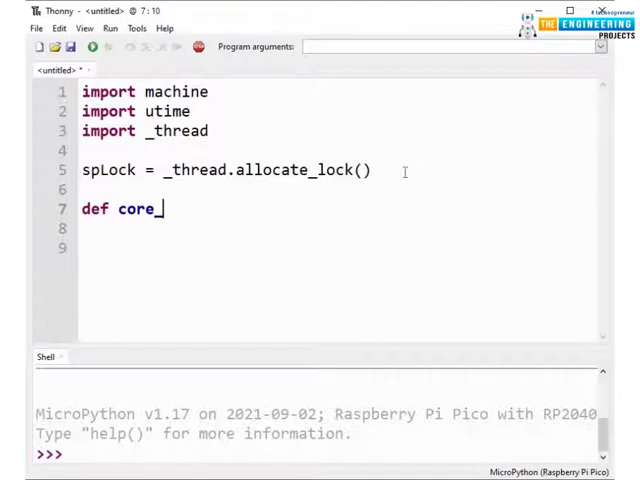 Thonny - <untitled> @ 7:10
File Edit View Run Tools Help
THE ENGINEERING
PROJECTS
Program arguments:
<untitled> *
1 import machine
2 import utime
3 import _thread
4
5 spLock = _thread.allocate_lock()
6
7 def core_
8
9
Shell
MicroPython v1.17 on 2021-09-02; Raspberry Pi Pico with RP2040
Type "help()" for more information.
>>>
MicroPython (Raspberry Pi Pico)